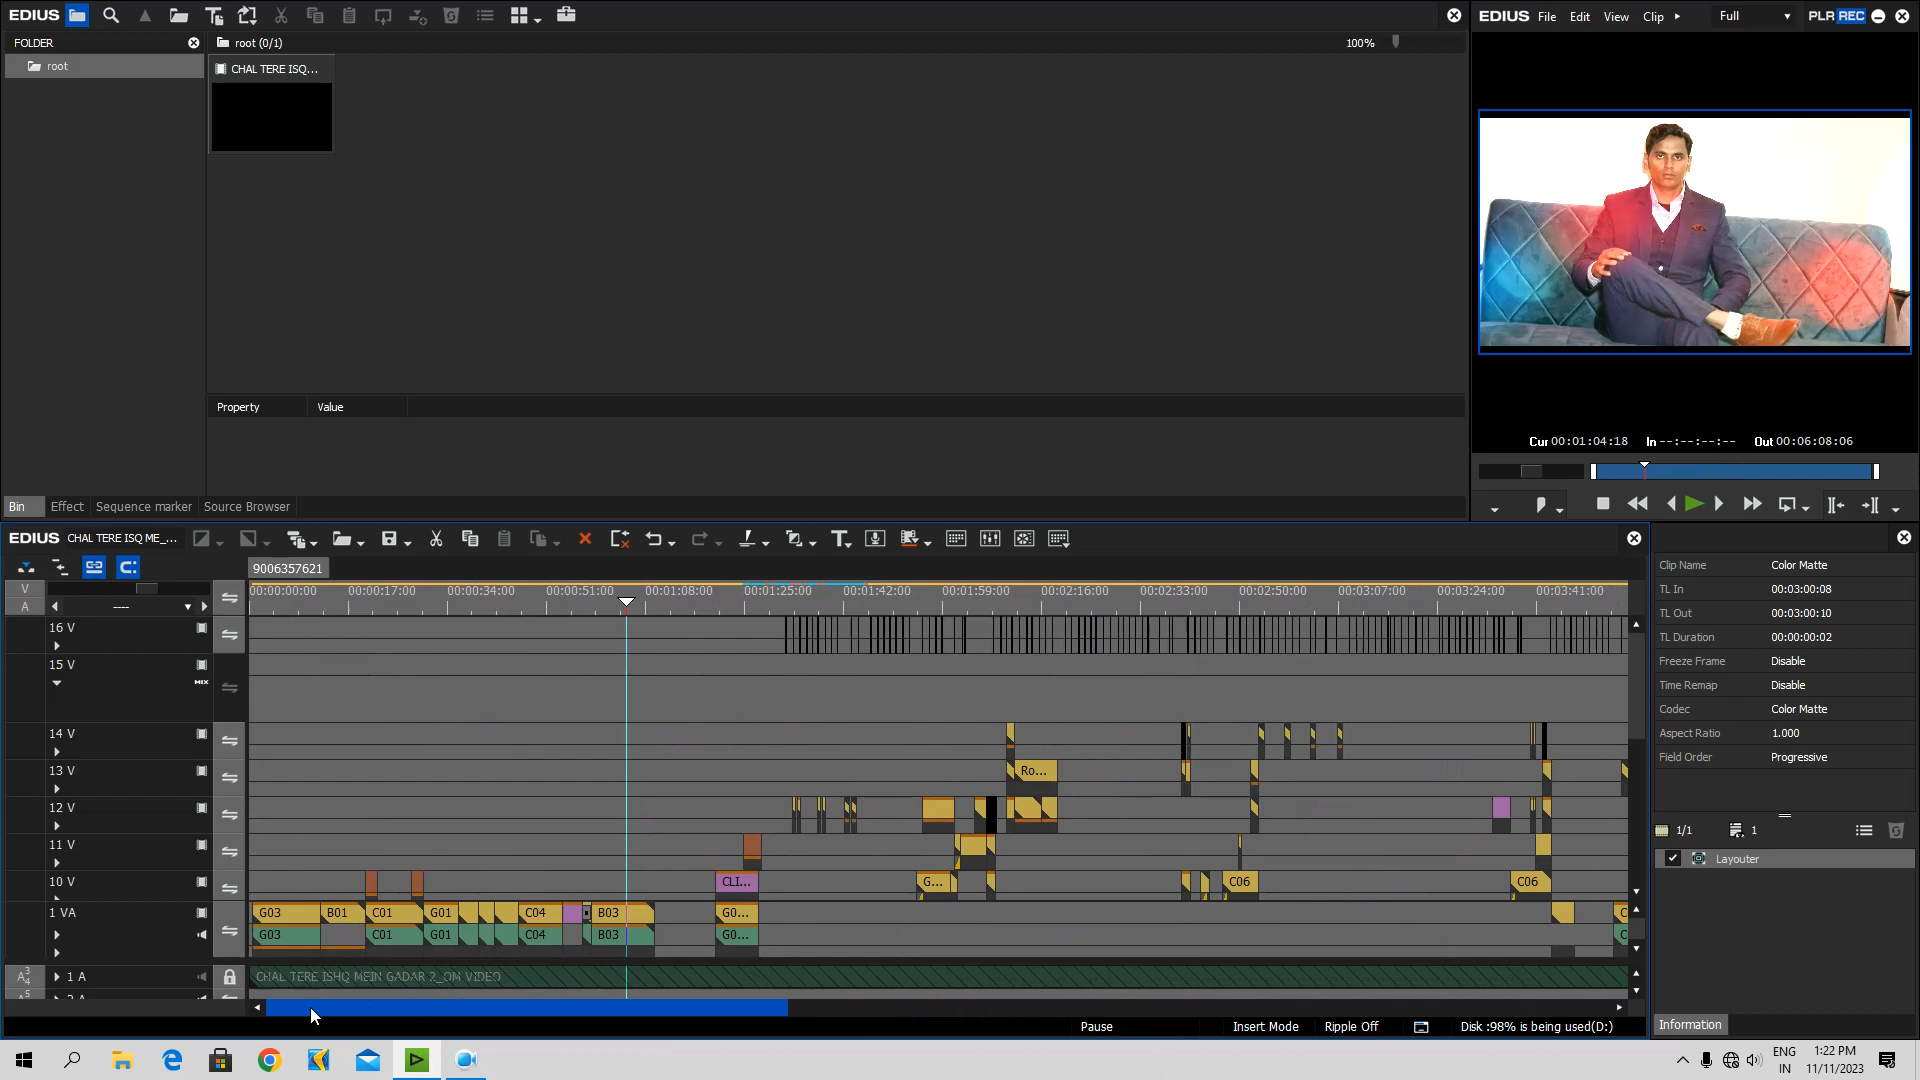 EDIUS
FOLDER
root
root (0/1)
100%
CHAL TERE ISQ...
Property Value
Bin Effect Sequence marker Source Browser
EDIUS File Edit View Clip Full PLR REC
Cur 00:01:04:18 In --:--:--:-- Out 00:06:08:06
EDIUS CHAL TERE ISQ ME_...
9006357621
V
A ----
00:00:00:00 00:00:17:00 00:00:34:00 00:00:51:00 00:01:08:00 00:01:25:00 00:01:42:00 00:01:59:00 00:02:16:00 00:02:33:00 00:02:50:00 00:03:07:00 00:03:24:00 00:03:41:00
16 V
15 V
MIX
14 V
13 V Ro...
12 V
11 V
10 V CLI... G... C06 C06
1 VA G03 B01 C01 G01 C04 B03 G0... C
G03 C01 G01 C04 B03 G0... C
1 A CHAL TERE ISHQ MEIN GADAR 2_OM VIDEO
Pause Insert Mode Ripple Off Disk :98% is being used(D:)
Clip Name Color Matte
TL In 00:03:00:08
TL Out 00:03:00:10
TL Duration 00:00:00:02
Freeze Frame Disable
Time Remap Disable
Codec Color Matte
Aspect Ratio 1.000
Field Order Progressive
1/1 1
Layouter
Information
ENG
IN
1:22 PM
11/11/2023